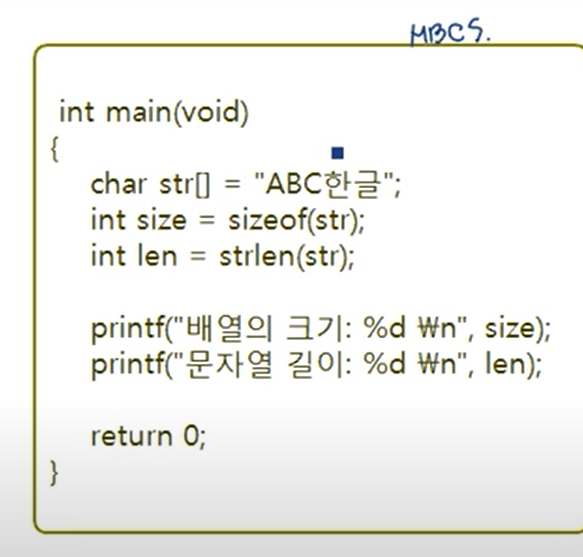 MBCS.
int main(void)
{
char str[] = "ABC한글";
int size = sizeof(str);
int len = strlen(str);
printf("배열의 크기: %d ₩n", size);
printf("문자열 길이: %d ₩n", len);
return 0;
}